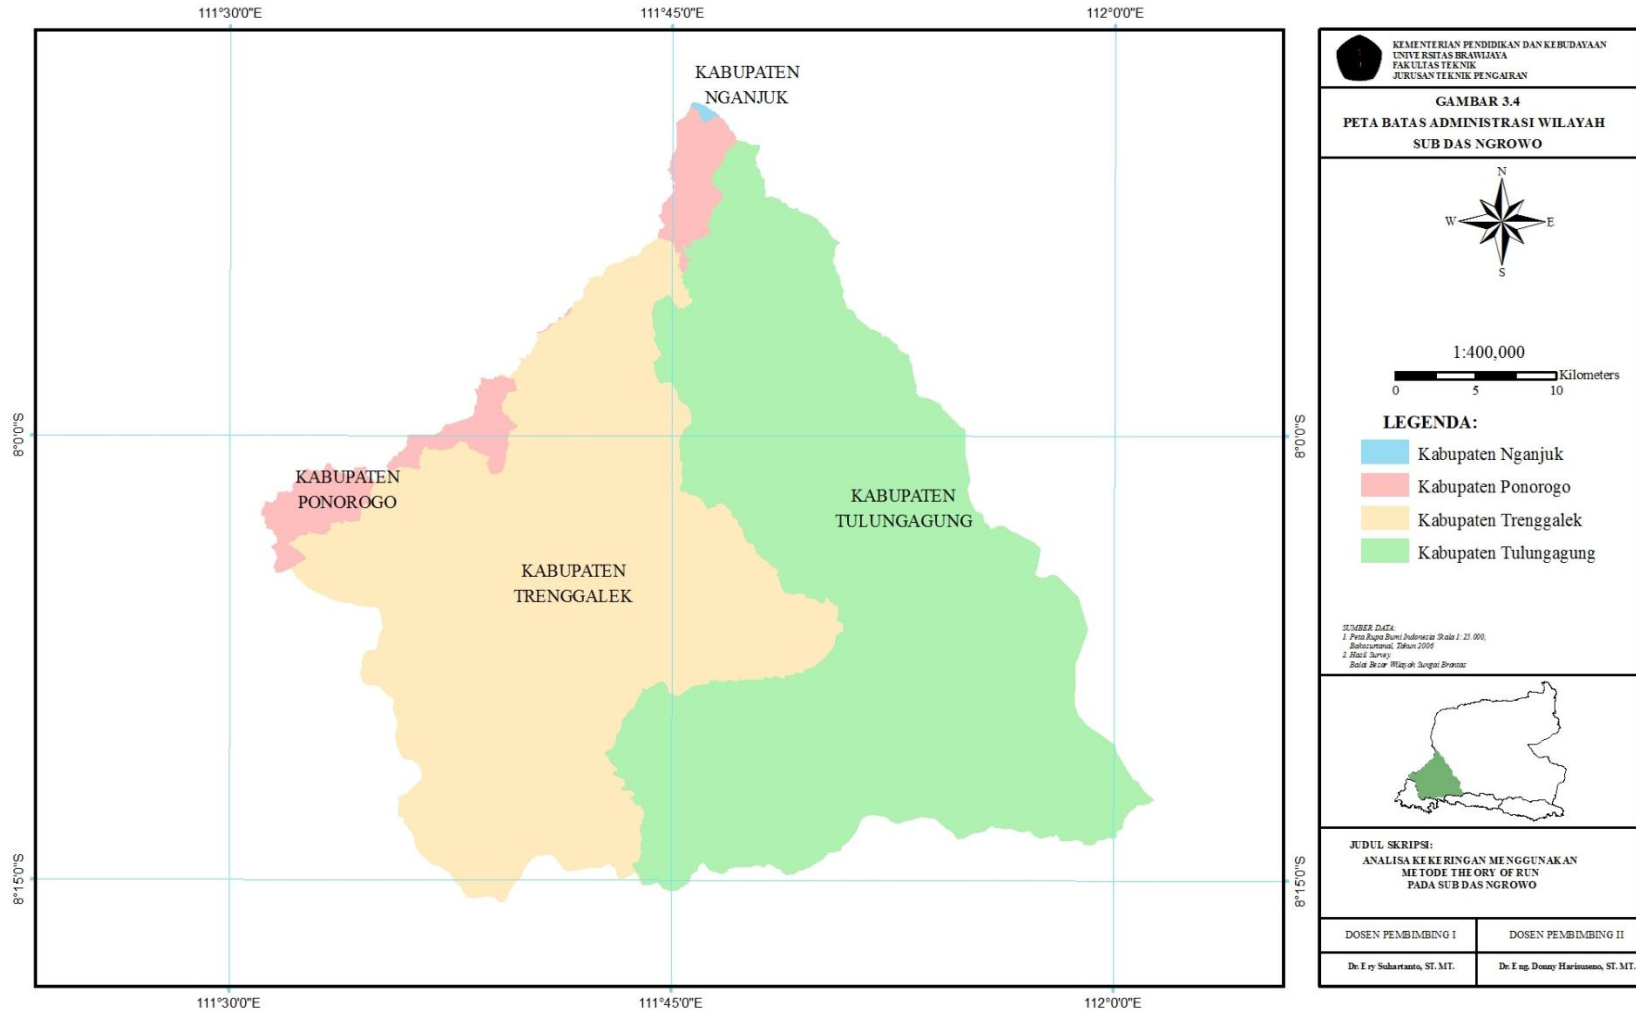 111°30'0"E
111°45'0"E
112°0'0"E
KABUPATEN
NGANJUK
8°0'0"S
8°0'0"S
KABUPATEN
PONOROGO
KABUPATEN
TULUNGAGUNG
KABUPATEN
TRENGGALEK
8°15'0"S
8°15'0"S
111°30'0"E
111°45'0"E
112°0'0"E
KEMENTERIAN PENDIDIKAN DAN KEBUDAYAAN
UNIVERSITAS BRAWIJAYA
FAKULTAS TEKNIK
JURUSAN TEKNIK PENGAIRAN
GAMBAR 3.4
PETA BATAS ADMINISTRASI WILAYAH
SUB DAS NGROWO
N
W E
S
1:400,000
Kilometers
0 5 10
LEGENDA:
Kabupaten Nganjuk
Kabupaten Ponorogo
Kabupaten Trenggalek
Kabupaten Tulungagung
SUMBER DATA:
1. Peta Rupa Bumi Indonesia Skala 1: 25.000,
Bakosurtanal, Tahun 2006
2. Hasil Survey
Balai Besar Wilayah Sungai Brantas
JUDUL SKRIPSI:
ANALISA KEKERINGAN MENGGUNAKAN
METODE THEORY OF RUN
PADA SUB DAS NGROWO
DOSEN PEMBIMBING I
DOSEN PEMBIMBING II
Dr. Ery Suhartanto, ST. MT.
Dr. Eng. Donny Harisuseno, ST. MT.